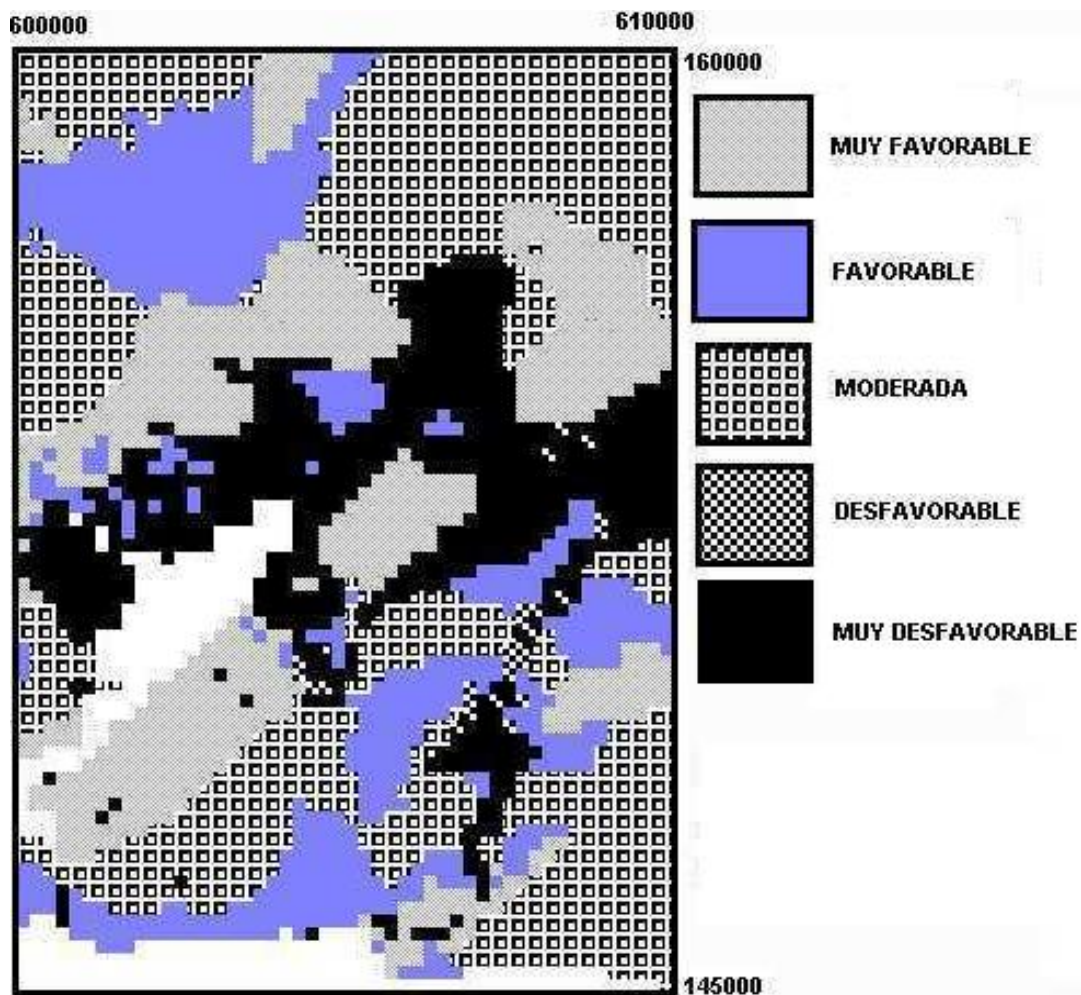 600000
610000
160000
MUY FAVORABLE
FAVORABLE
MODERADA
DESFAVORABLE
MUY DESFAVORABLE
145000